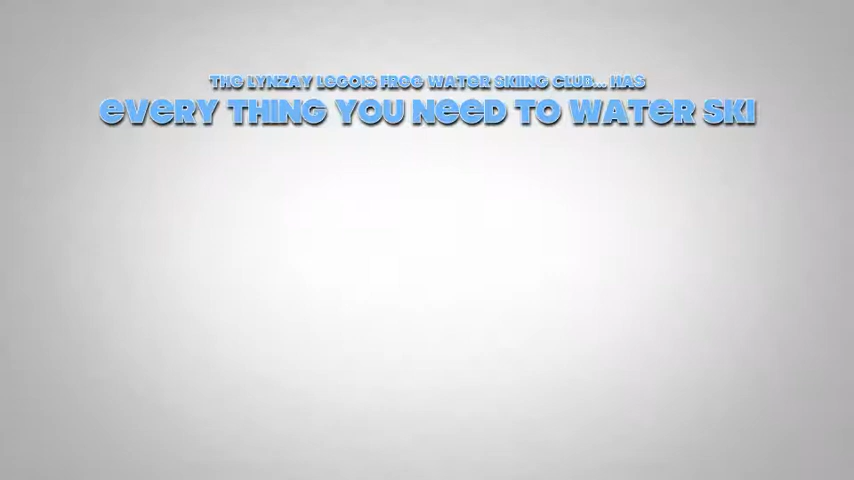 THE LYNZAY LEGOIS FREE WATER SKIING CLUB... HAS
EVERY THING YOU NEED TO WATER SKI